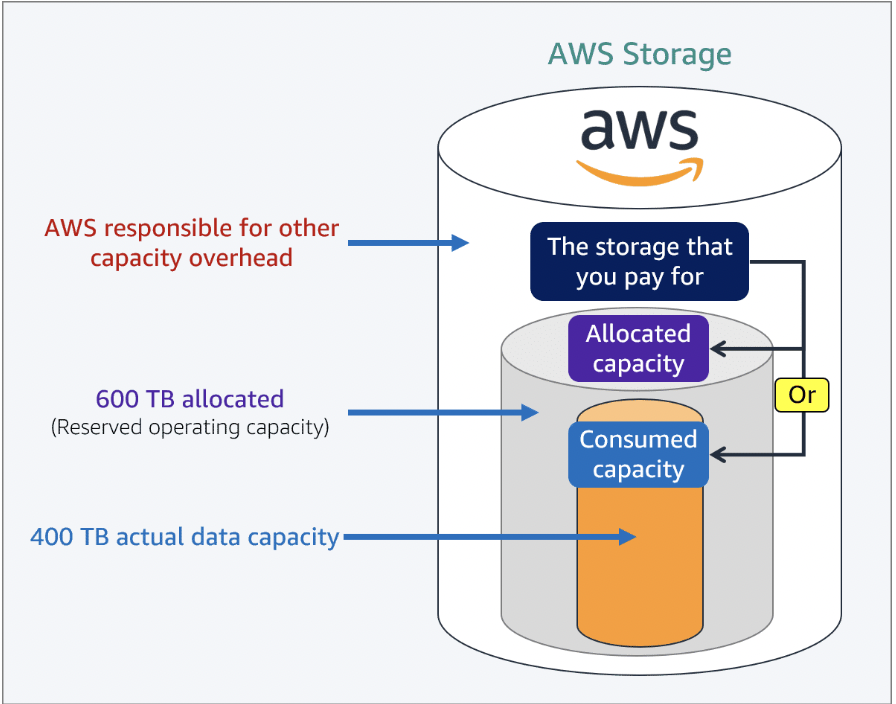 AWS Storage
aws
AWS responsible for other
capacity overhead
The storage that
you pay for
Allocated
capacity
600 TB allocated
(Reserved operating capacity)
Or
Consumed
capacity
400 TB actual data capacity